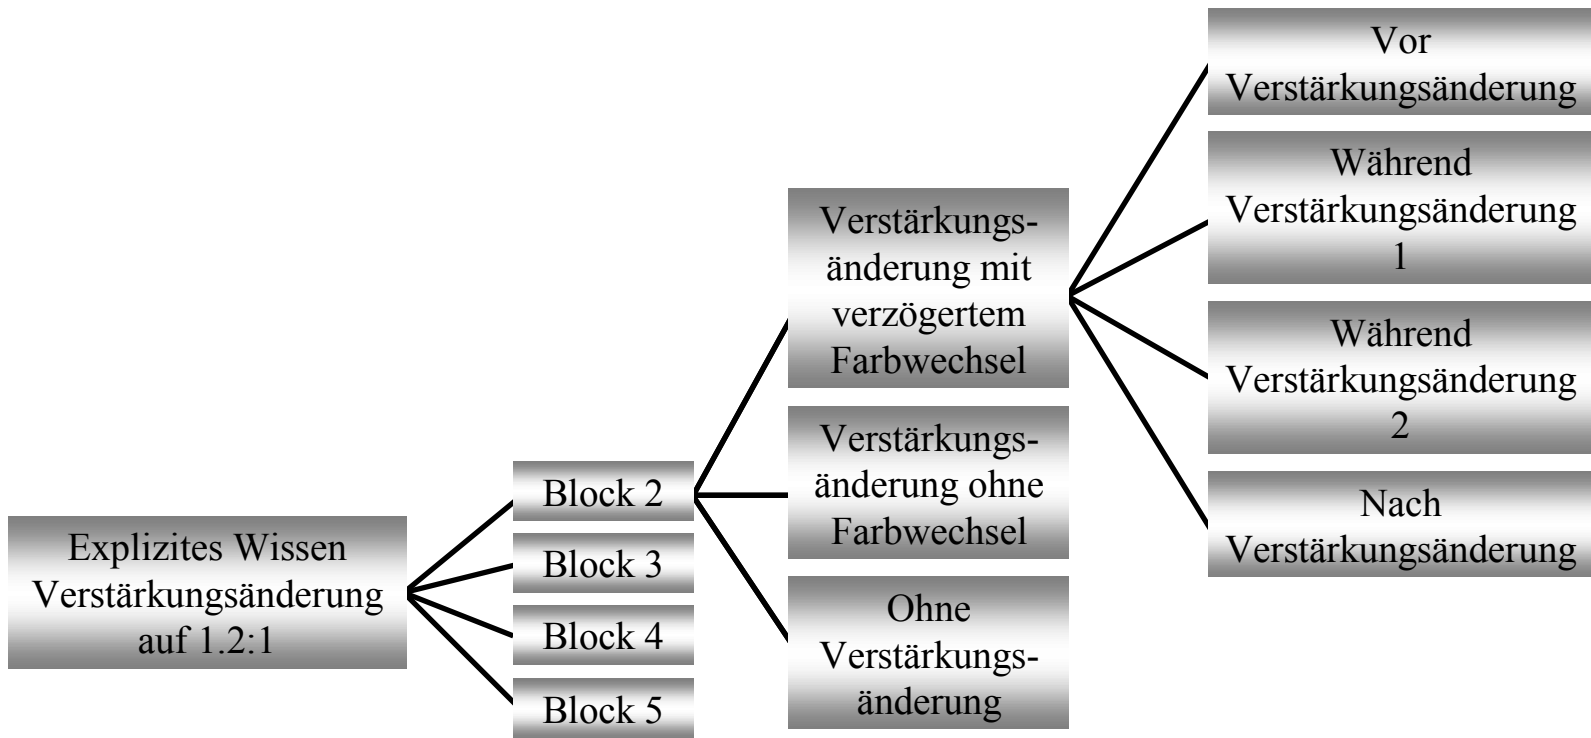 Explizites Wissen
Verstärkungsänderung
auf 1.2:1
Block 2
Block 3
Block 4
Block 5
Verstärkungs-
änderung mit
verzögertem
Farbwechsel
Verstärkungs-
änderung ohne
Farbwechsel
Ohne
Verstärkungs-
änderung
Vor
Verstärkungsänderung
Während
Verstärkungsänderung
1
Während
Verstärkungsänderung
2
Nach
Verstärkungsänderung